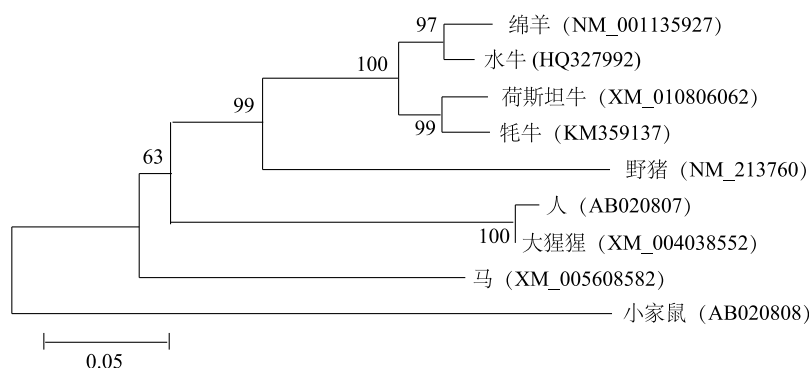 97
绵羊（NM_001135927）
水牛 (HQ327992)
100
荷斯坦牛（XM_010806062）
99
99
牦牛（KM359137）
63
野猪（NM_213760）
人（AB020807）
100
大猩猩（XM_004038552）
马（XM_005608582）
小家鼠（AB020808）
0.05